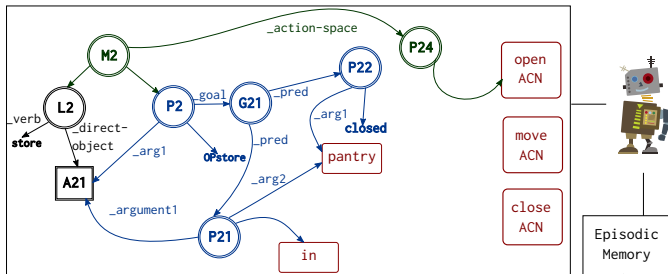 _action-space
M2
P24
P22
open
ACN
L2
_goal
_pred
P2
G21
_verb
_direct-
object
_arg1
closed
store
_arg1
OPstore
_pred
pantry
move
ACN
A21
_arg2
_argument1
P21
in
close
ACN
Episodic
Memory